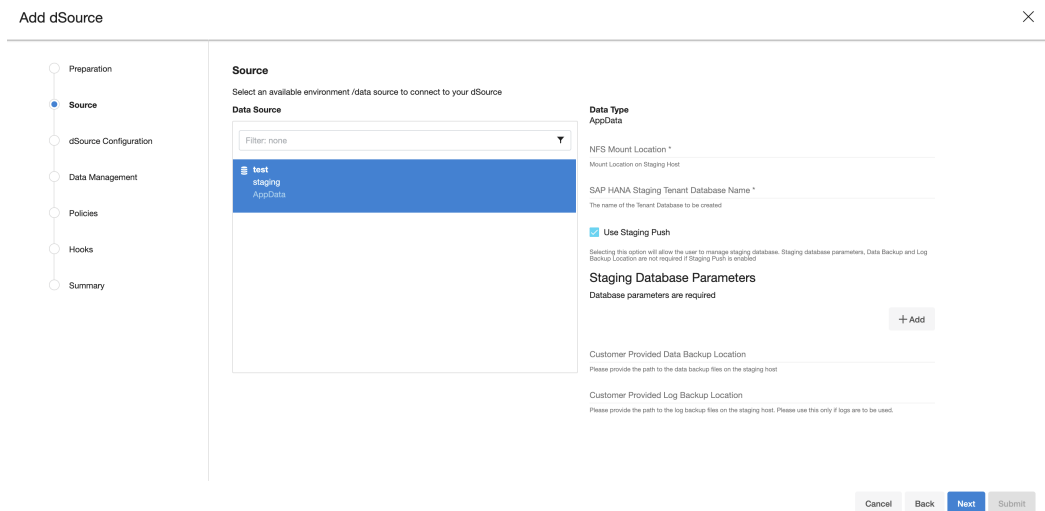 Add dSource
Preparation
Source
dSource Configuration
Data Management
Policies
Hooks
Summary
Source
Select an available environment /data source to connect to your dSource
Data Source
Filter: none
test
staging
AppData
Data Type
AppData
NFS Mount Location *
Mount Location on Staging Host
SAP HANA Staging Tenant Database Name *
The name of the Tenant Database to be created
Use Staging Push
Selecting this option will allow the user to manage staging database. Staging database parameters, Data Backup and Log
Backup Location are not required if Staging Push is enabled
Staging Database Parameters
Database parameters are required
+ Add
Customer Provided Data Backup Location
Please provide the path to the data backup files on the staging host
Customer Provided Log Backup Location
Please provide the path to the log backup files on the staging host. Please use this only if logs are to be used.
Cancel Back Next Submit